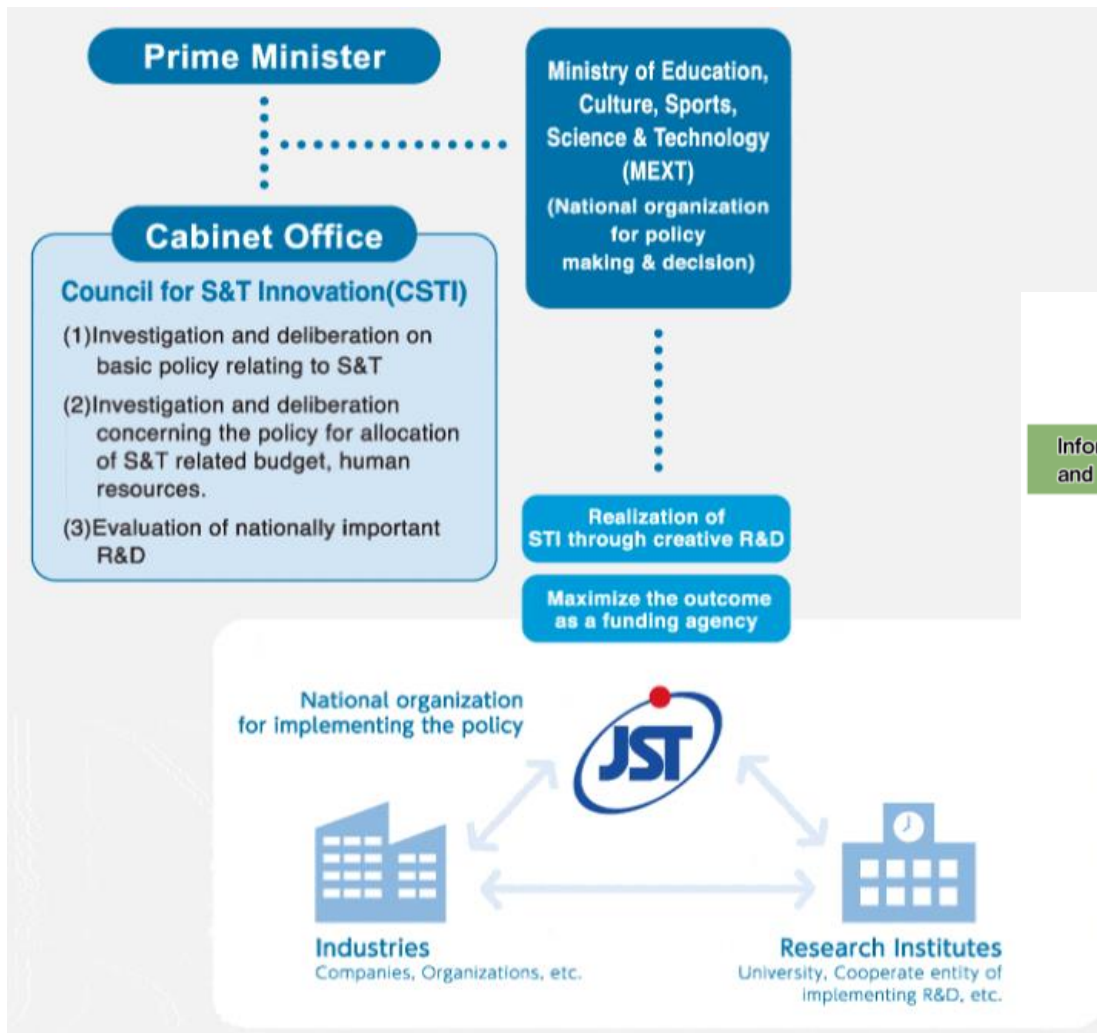 Prime Minister
Ministry of Education,
Culture, Sports,
Science & Technology
(MEXT)
(National organization
for policy
making & decision)
Cabinet Office
Council for S&T Innovation(CSTI)
(1)Investigation and deliberation on
basic policy relating to S&T
(2)Investigation and deliberation
concerning the policy for allocation
of S&T related budget, human
resources.
(3)Evaluation of nationally important
R&D
Realization of
STI through creative R&D
Maximize the outcome
as a funding agency
National organization
for implementing the policy
JST
Industries
Companies, Organizations, etc.
Research Institutes
University, Cooperate entity of
implementing R&D, etc.
and